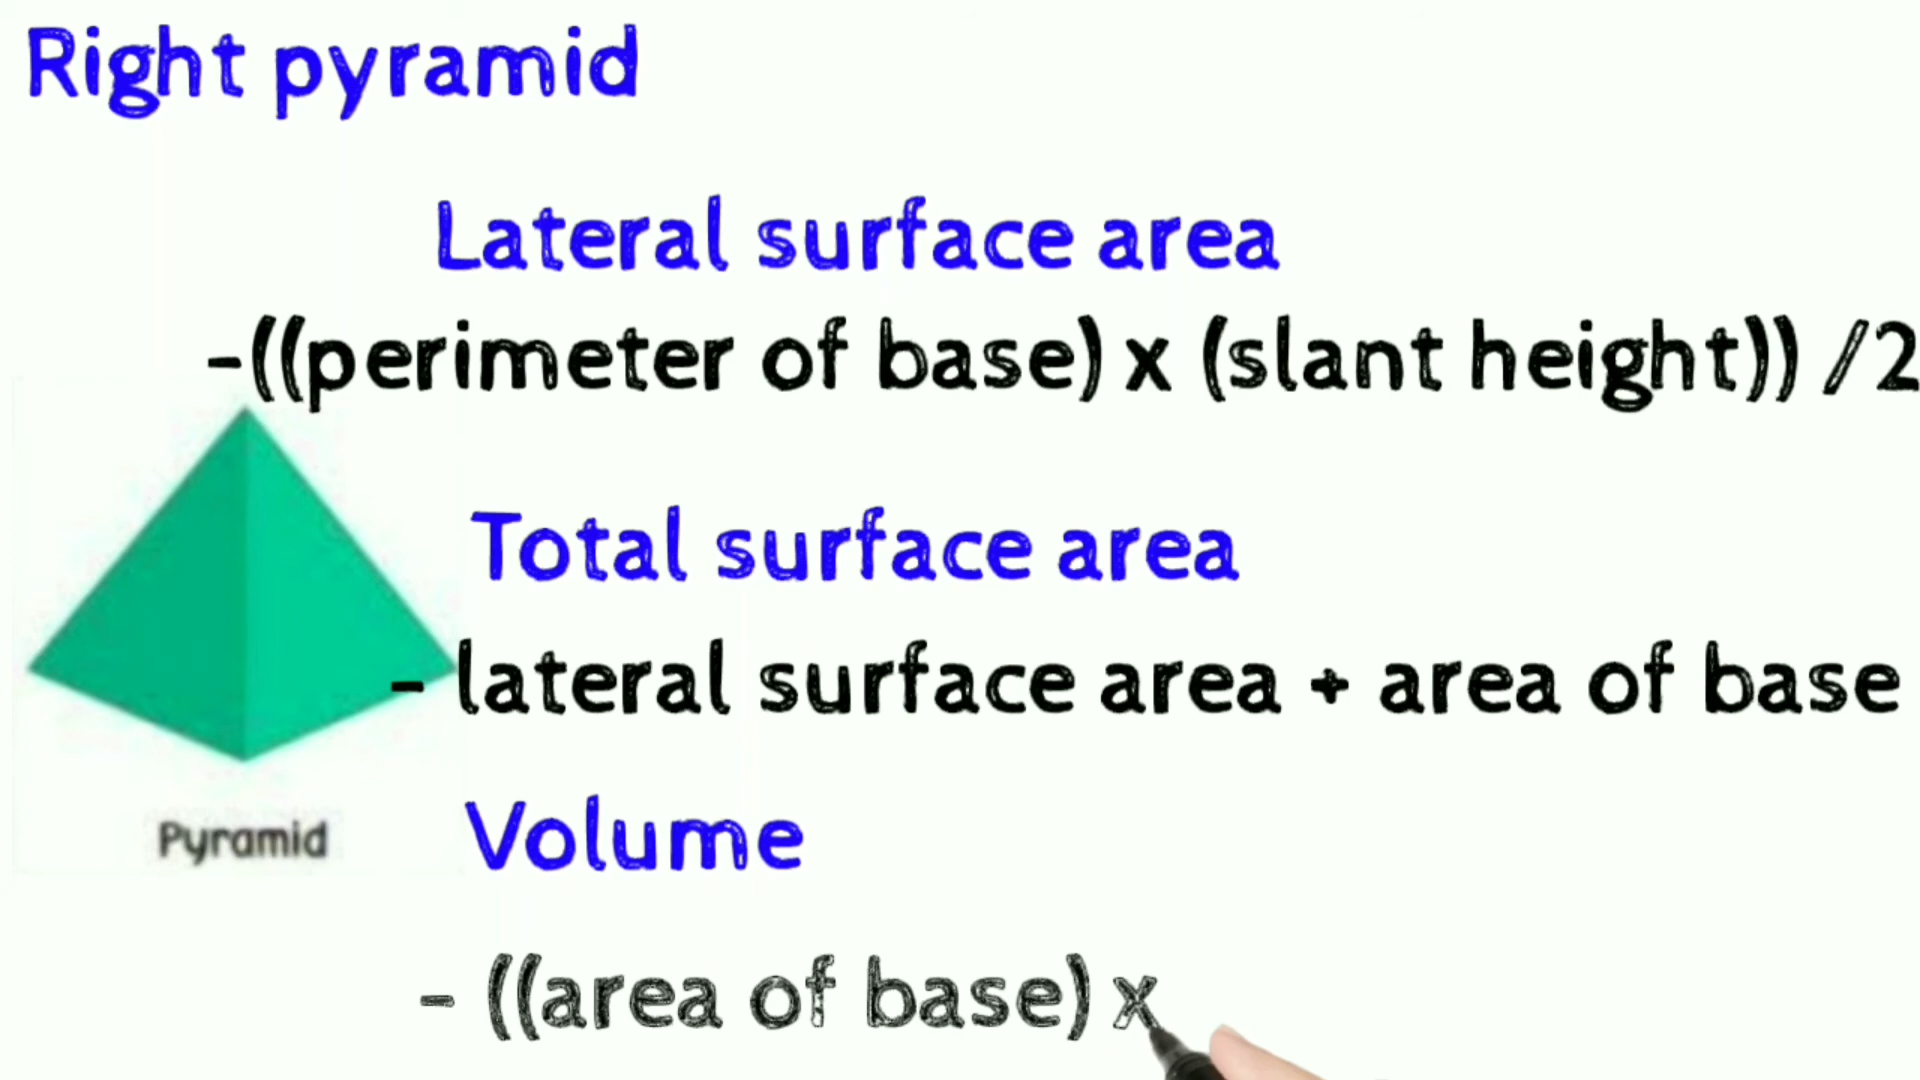 Right pyramid
Lateral surface area
-((perimeter of base) x (slant height)) /2
Total surface area
- lateral surface area + area of base
Pyramid
Volume
- ((area of base) x